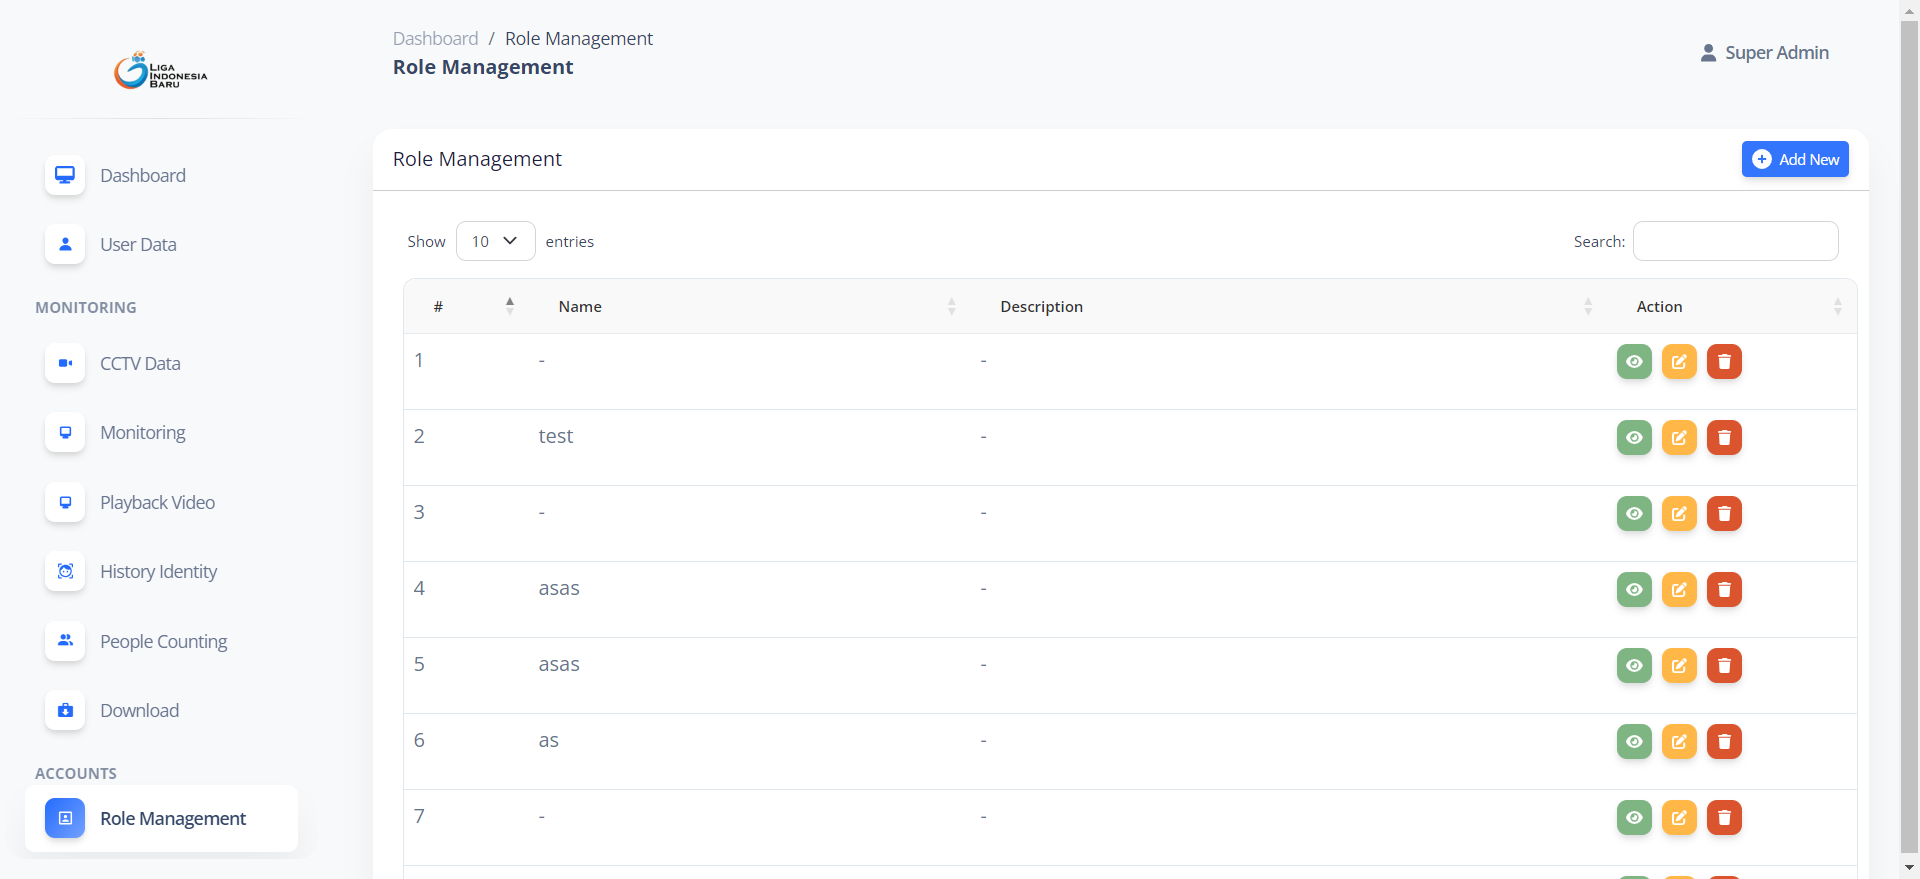 LIGA
INDONESIA
BARU
Dashboard
User Data
MONITORING
CCTV Data
Monitoring
Playback Video
History Identity
People Counting
Download
ACCOUNTS
Role Management
Dashboard / Role Management
Role Management
Super Admin
Role Management
Add New
Show 10 entries
Search:
# Name Description Action
1 - -
2 test -
3 - -
4 asas -
5 asas -
6 as -
7 - -